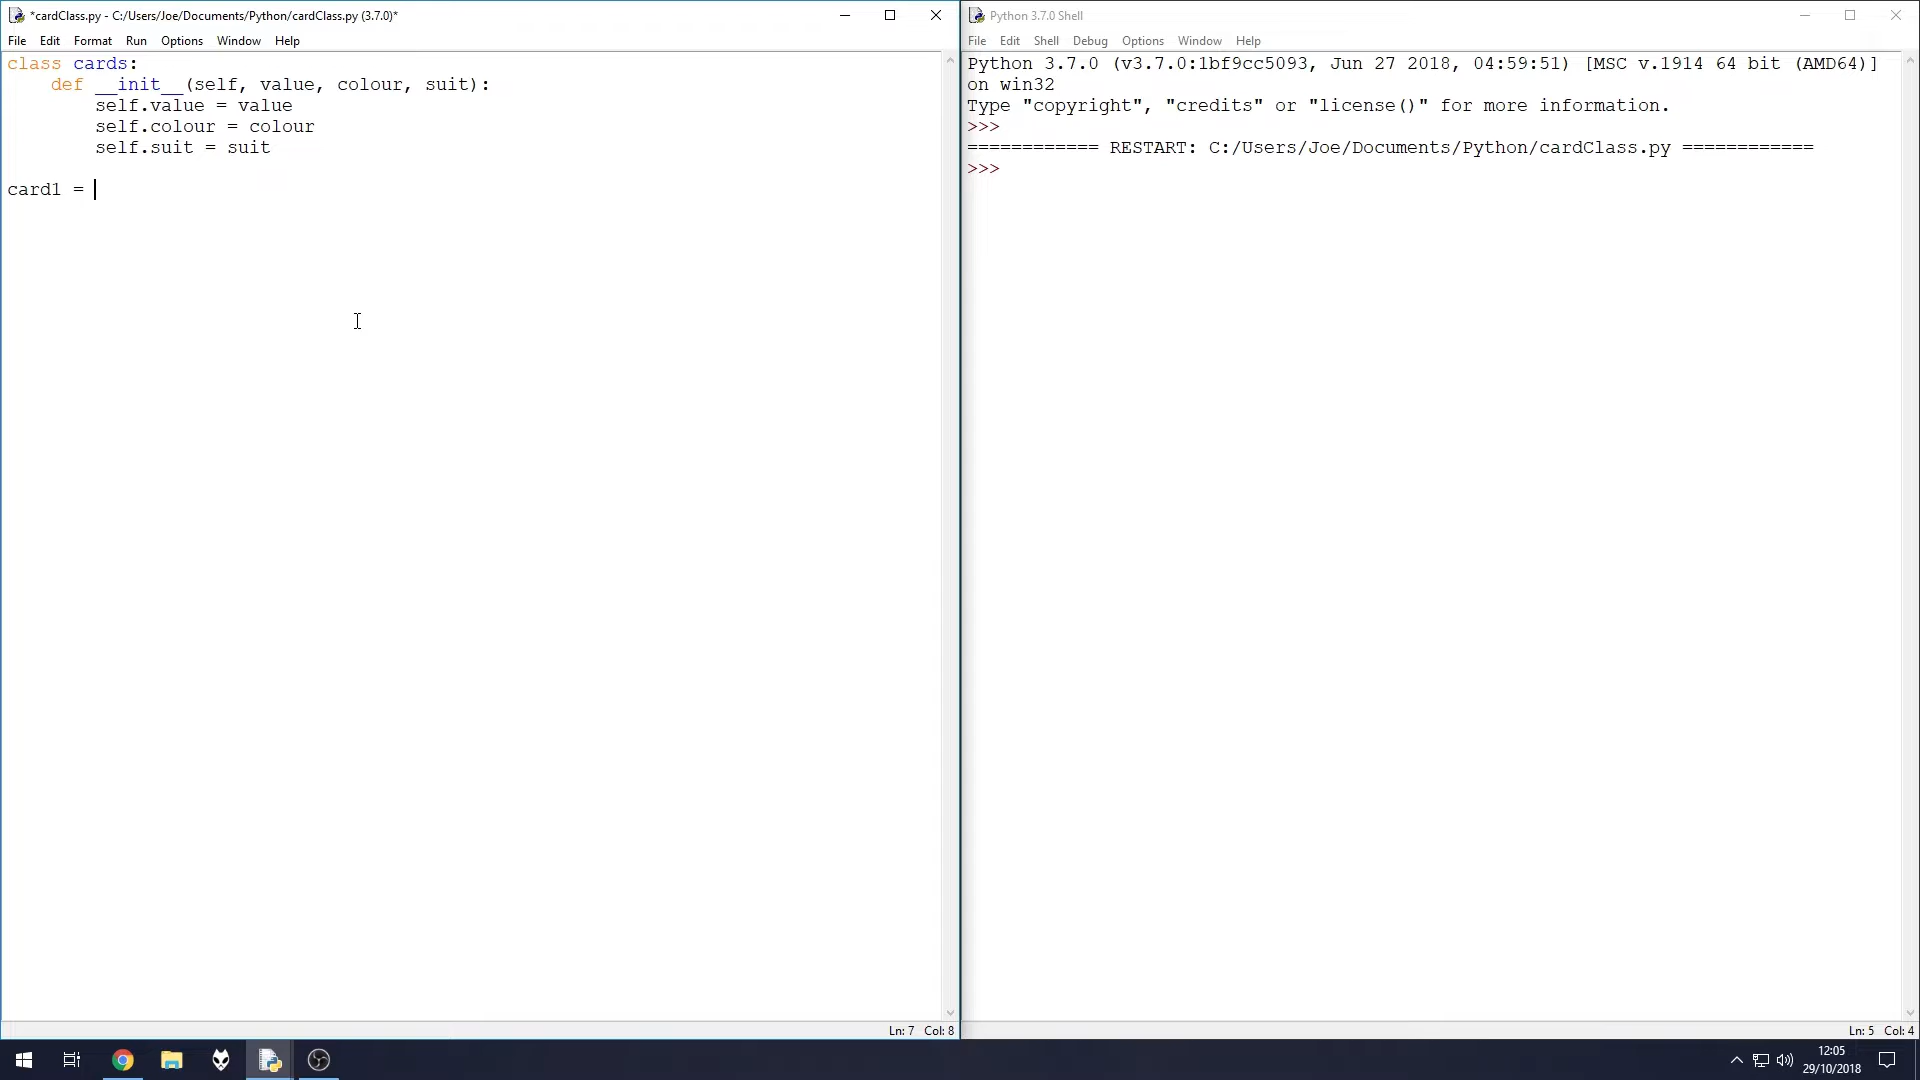 *cardClass.py - C:/Users/Joe/Documents/Python/cardClass.py (3.7.0)*
File Edit Format Run Options Window Help
class cards:
    def __init__(self, value, colour, suit):
        self.value = value
        self.colour = colour
        self.suit = suit
card1 =
Ln: 7 Col: 8
Python 3.7.0 Shell
File Edit Shell Debug Options Window Help
Python 3.7.0 (v3.7.0:1bf9cc5093, Jun 27 2018, 04:59:51) [MSC v.1914 64 bit (AMD64)]
on win32
Type "copyright", "credits" or "license()" for more information.
>>>
============ RESTART: C:/Users/Joe/Documents/Python/cardClass.py ============
>>>
Ln: 5 Col: 4
12:05
29/10/2018